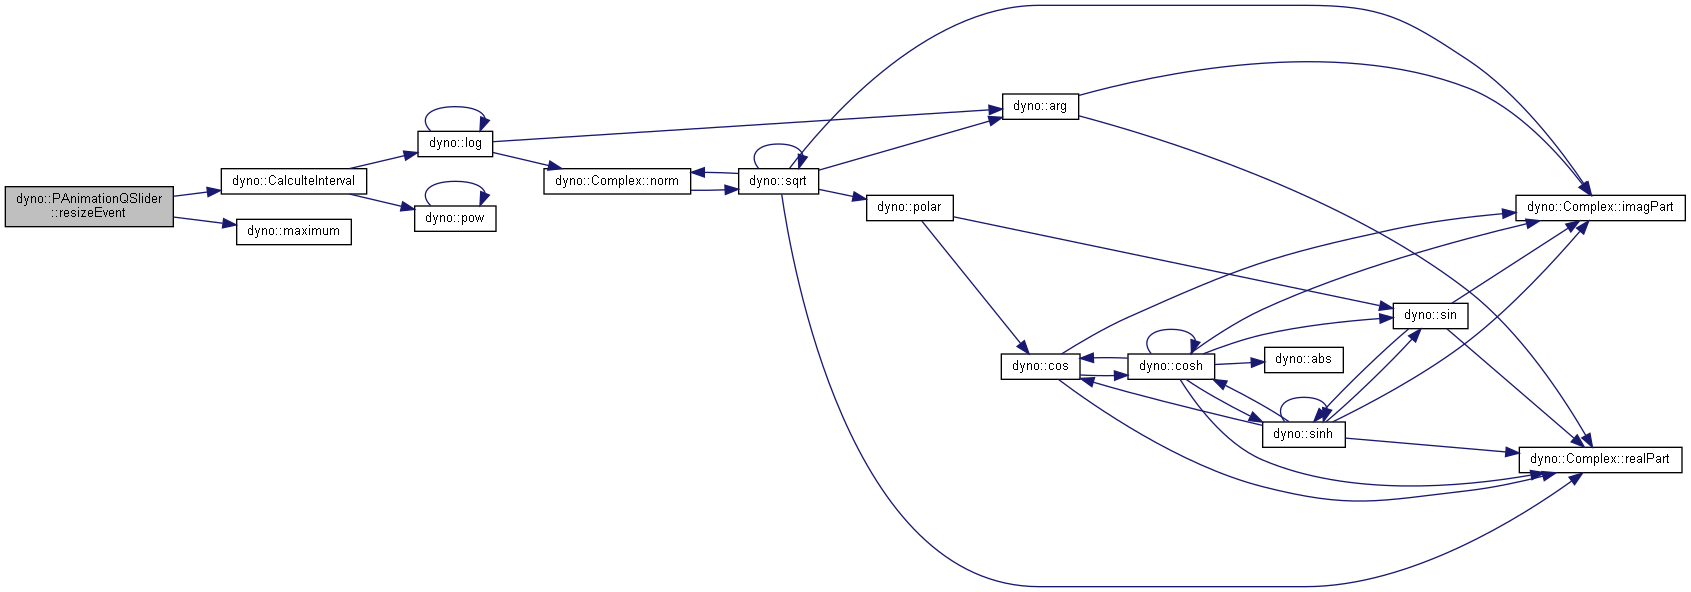 dyno::PAnimationQSlider
::resizeEvent
dyno::CalculteInterval
dyno::maximum
dyno::log
dyno::pow
dyno::Complex::norm
dyno::sqrt
dyno::polar
dyno::arg
dyno::cos
dyno::cosh
dyno::abs
dyno::sinh
dyno::sin
dyno::Complex::imagPart
dyno::Complex::realPart